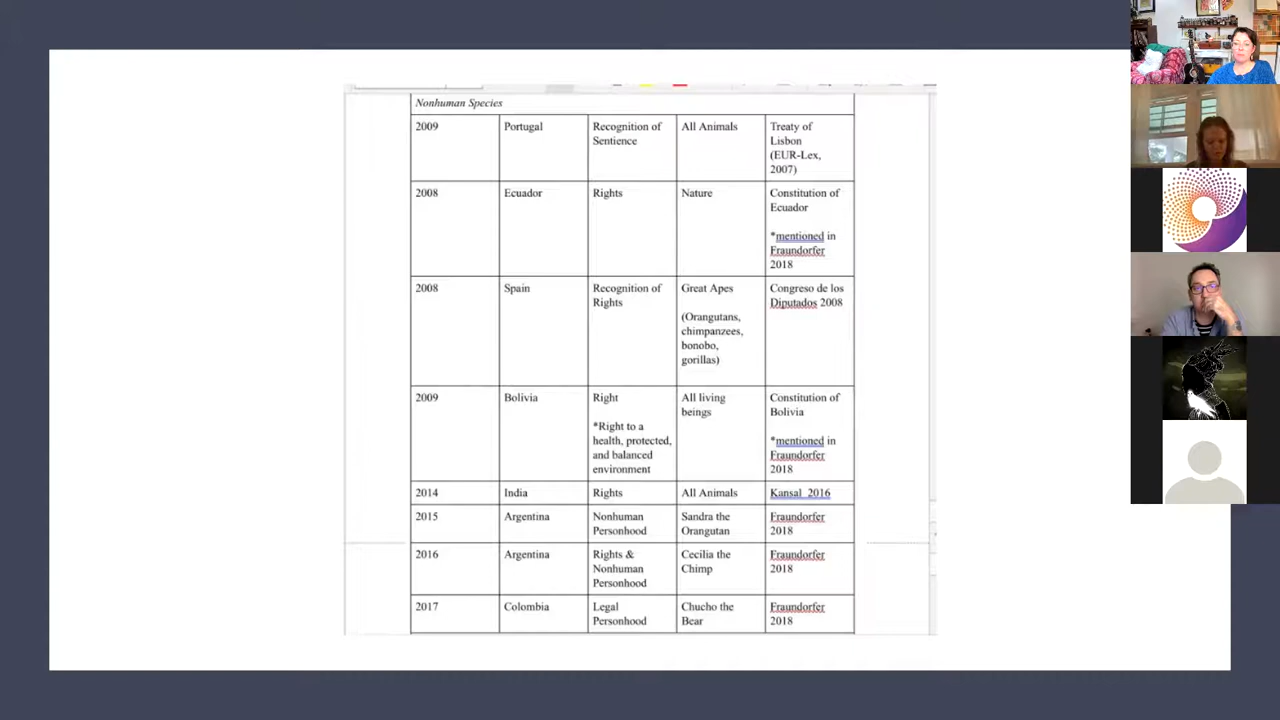 Nonhuman Species
2009
Portugal
Recognition of
Sentience
All Animals
Treaty of
Lisbon
(EUR-Lex,
2007)
2008
Ecuador
Rights
Nature
Constitution of
Ecuador
*mentioned in
Fraundorfer
2018
2008
Spain
Recognition of
Rights
Great Apes
(Orangutans,
chimpanzees,
bonobo,
gorillas)
Congreso de los
Diputados 2008
2009
Bolivia
Right
*Right to a
health, protected,
and balanced
environment
All living
beings
Constitution of
Bolivia
*mentioned in
Fraundorfer
2018
2014
India
Rights
All Animals
Kansal 2016
2015
Argentina
Nonhuman
Personhood
Sandra the
Orangutan
Fraundorfer
2018
2016
Argentina
Rights &
Nonhuman
Personhood
Cecilia the
Chimp
Fraundorfer
2018
2017
Colombia
Legal
Personhood
Chucho the
Bear
Fraundorfer
2018